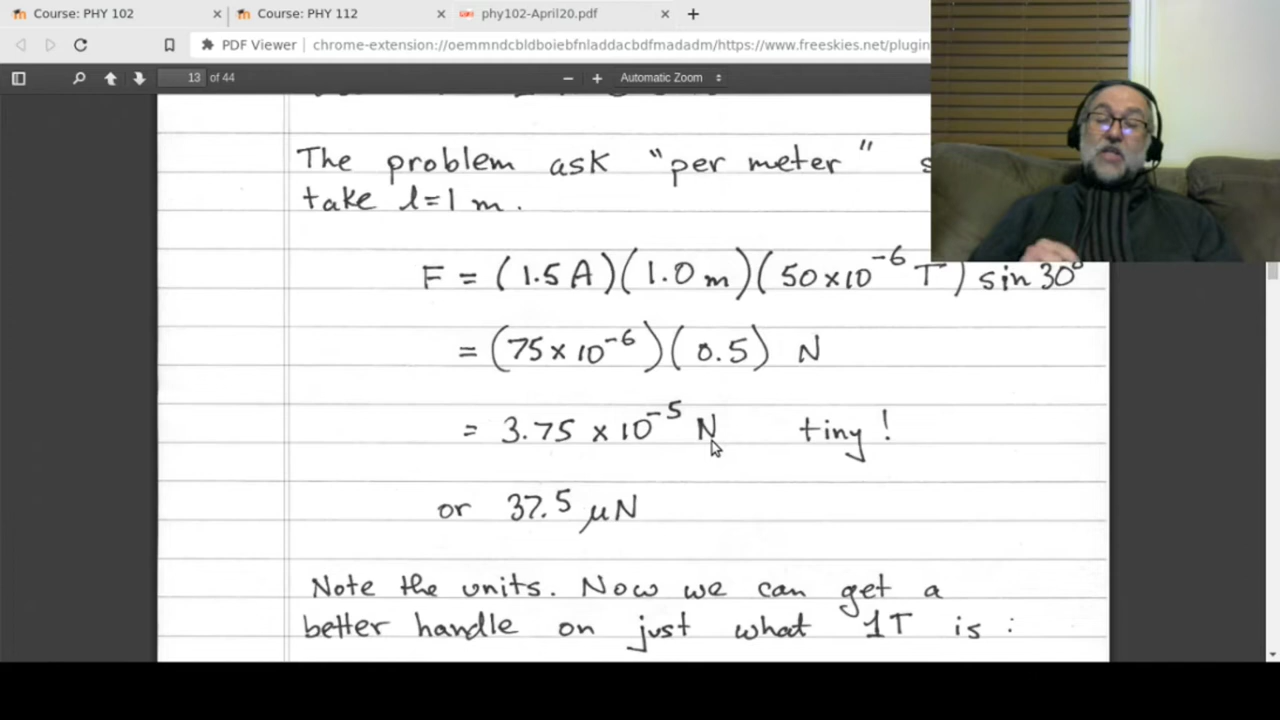 Course: PHY 102
Course: PHY 112
phy102-April20.pdf
PDF Viewer
chrome-extension://oemmndcbldboiebfnladdacbdfmadadm/https://www.freeskies.net/plugin
13 of 44
Automatic Zoom
The problem ask "per meter"
take l=1 m.
F = (1.5 A)(1.0 m)(50×10⁻⁶ T) sin 30°
= (75×10⁻⁶)(0.5) N
= 3.75 ×10⁻⁵ N tiny!
or 37.5 μN
Note the units. Now we can get a
better handle on just what 1T is :